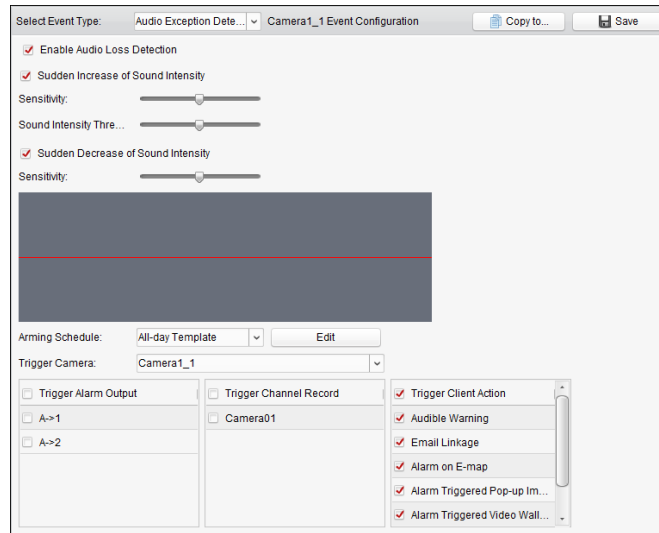 Select Event Type: Audio Exception Dete... Camera1_1 Event Configuration Copy to... Save
Enable Audio Loss Detection
Sudden Increase of Sound Intensity
Sensitivity:
Sound Intensity Thre...
Sudden Decrease of Sound Intensity
Sensitivity:
Arming Schedule: All-day Template Edit
Trigger Camera: Camera1_1
Trigger Alarm Output Trigger Channel Record Trigger Client Action
A->1 Camera01 Audible Warning
A->2 Email Linkage
Alarm on E-map
Alarm Triggered Pop-up Im...
Alarm Triggered Video Wall...